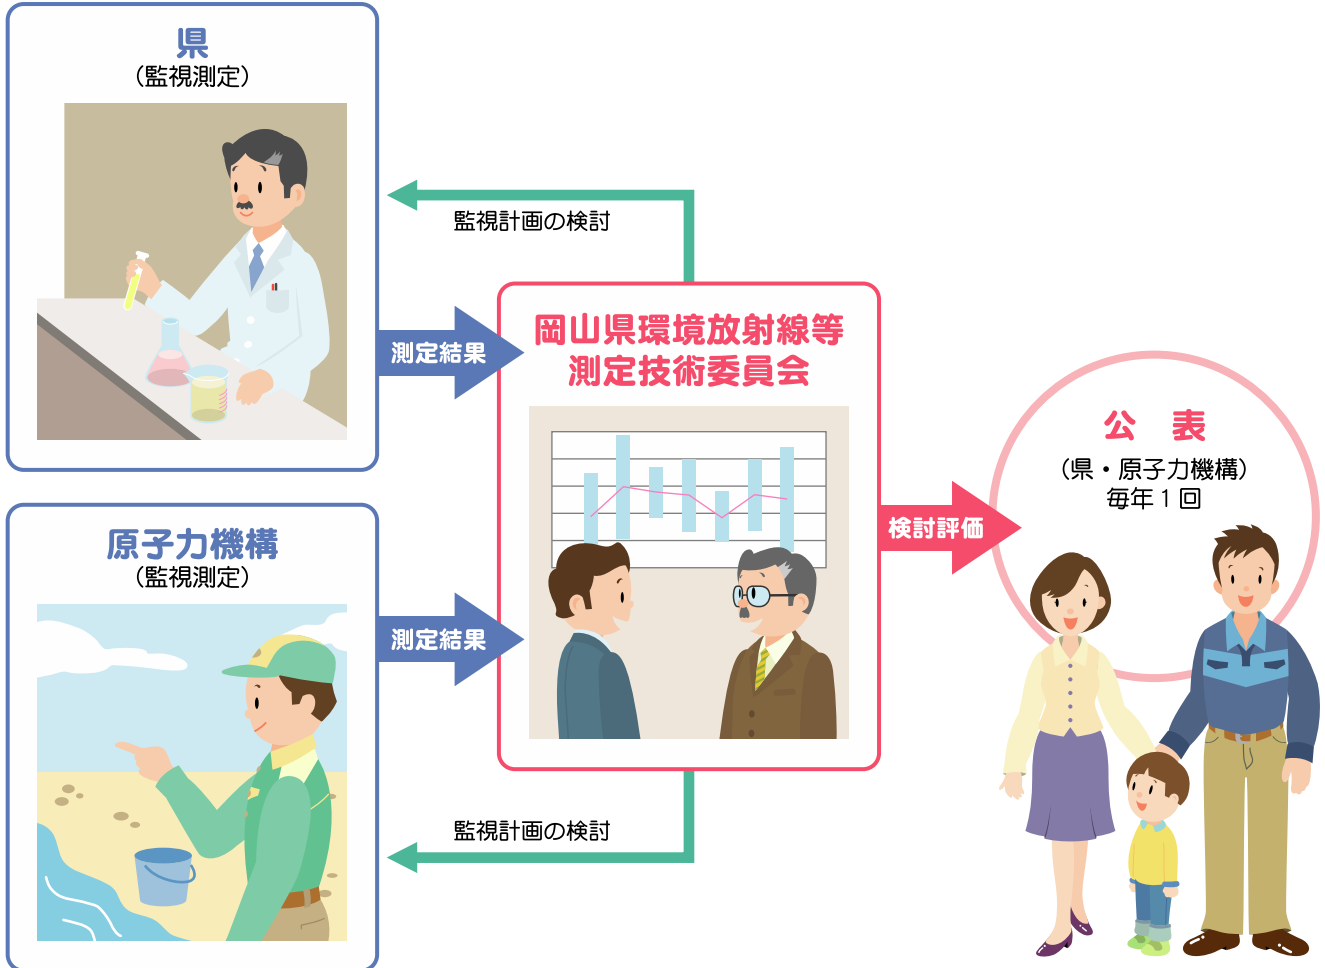 県
（監視測定）
監視計画の検討
測定結果
岡山県環境放射線等
測定技術委員会
原子力機構
（監視測定）
測定結果
監視計画の検討
検討評価
公　表
（県・原子力機構）
毎年１回